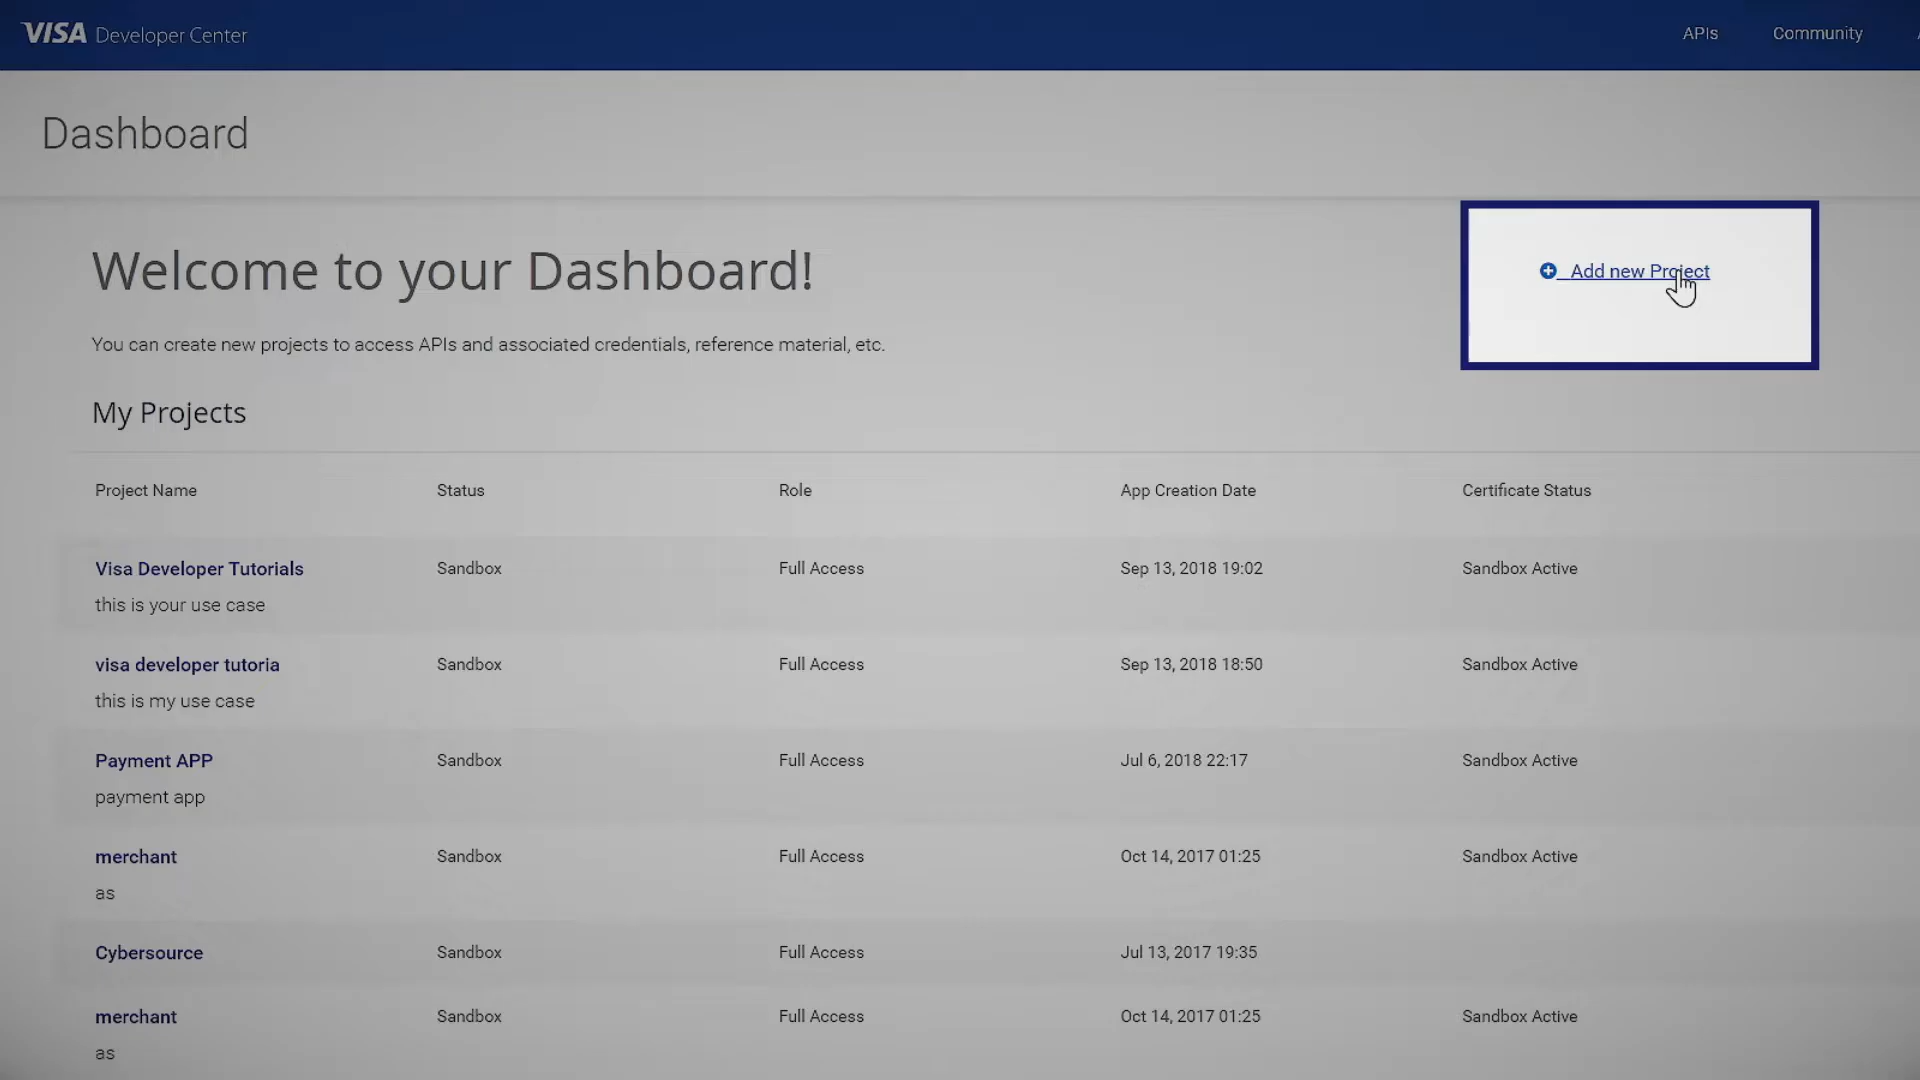 VISA Developer Center
APIs
Community
Dashboard
Welcome to your Dashboard!
Add new Project
You can create new projects to access APIs and associated credentials, reference material, etc.
My Projects
Project Name
Status
Role
App Creation Date
Certificate Status
Visa Developer Tutorials
Sandbox
Full Access
Sep 13, 2018 19:02
Sandbox Active
this is your use case
visa developer tutoria
Sandbox
Full Access
Sep 13, 2018 18:50
Sandbox Active
this is my use case
Payment APP
Sandbox
Full Access
Jul 6, 2018 22:17
Sandbox Active
payment app
merchant
Sandbox
Full Access
Oct 14, 2017 01:25
Sandbox Active
as
Cybersource
Sandbox
Full Access
Jul 13, 2017 19:35
merchant
Sandbox
Full Access
Oct 14, 2017 01:25
Sandbox Active
as